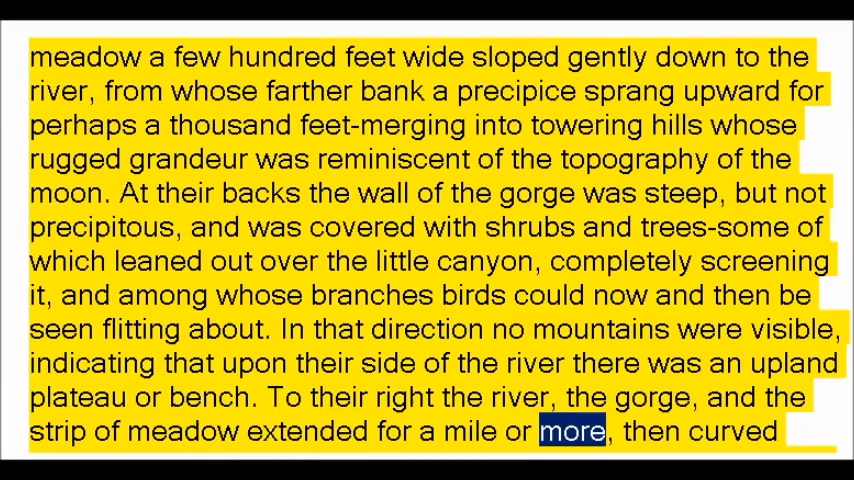 meadow a few hundred feet wide sloped gently down to the
river, from whose farther bank a precipice sprang upward for
perhaps a thousand feet-merging into towering hills whose
rugged grandeur was reminiscent of the topography of the
moon. At their backs the wall of the gorge was steep, but not
precipitous, and was covered with shrubs and trees-some of
which leaned out over the little canyon, completely screening
it, and among whose branches birds could now and then be
seen flitting about. In that direction no mountains were visible,
indicating that upon their side of the river there was an upland
plateau or bench. To their right the river, the gorge, and the
strip of meadow extended for a mile or more, then curved